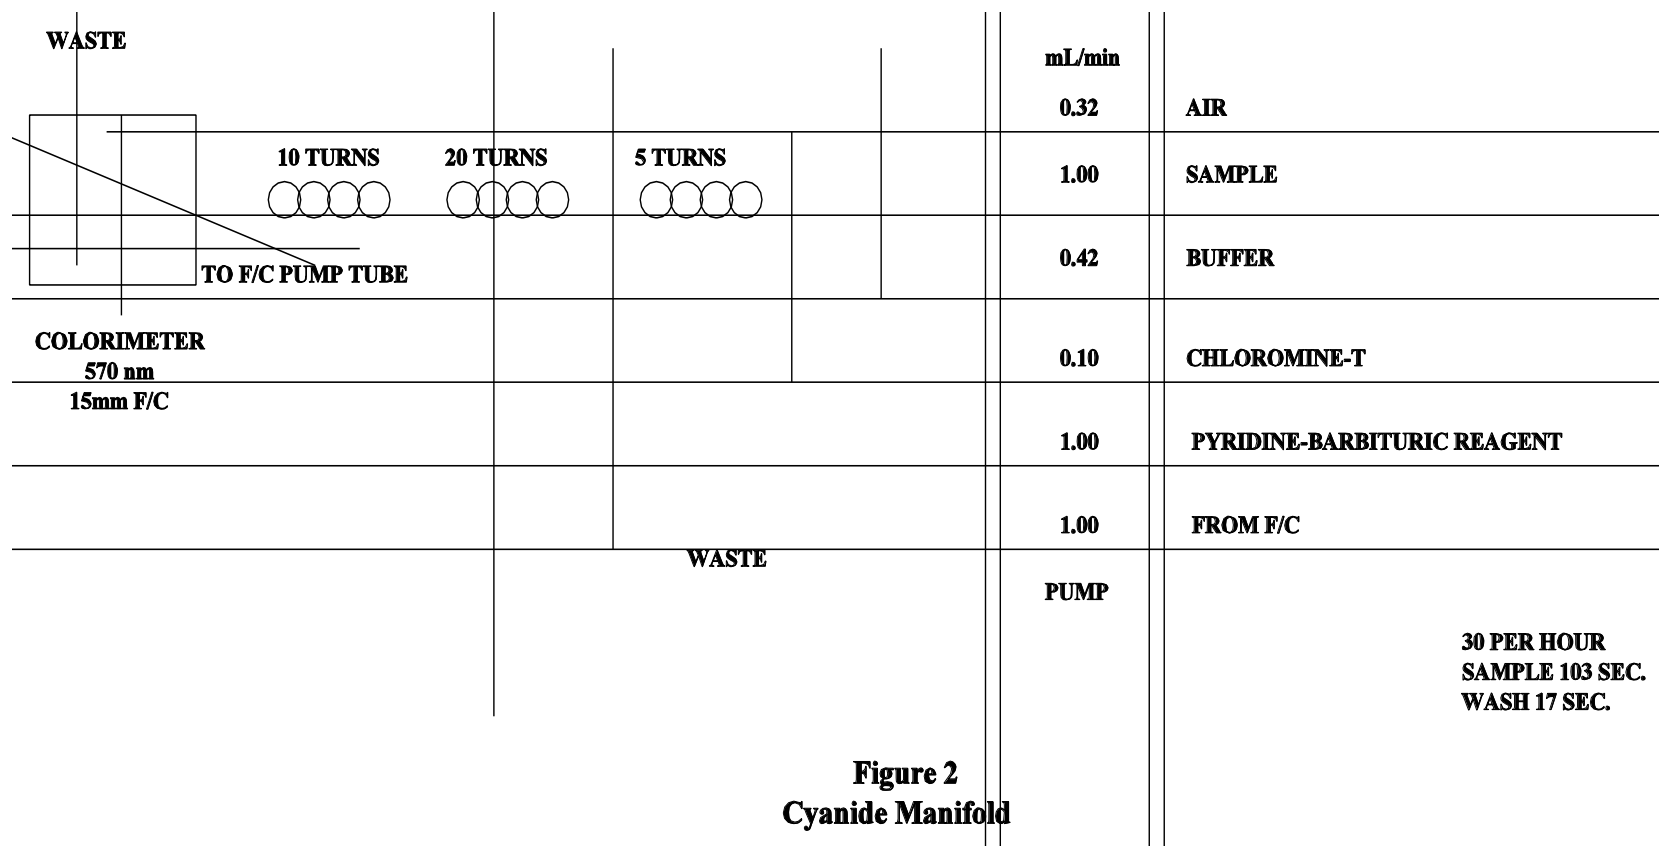 WASTE
mL/min
0.32 AIR
10 TURNS 20 TURNS 5 TURNS
1.00 SAMPLE
0.42 BUFFER
TO F/C PUMP TUBE
COLORIMETER
570 nm
15mm F/C
0.10 CHLOROMINE-T
1.00 PYRIDINE-BARBITURIC REAGENT
1.00 FROM F/C
WASTE
PUMP
30 PER HOUR
SAMPLE 103 SEC.
WASH 17 SEC.
Figure 2
Cyanide Manifold